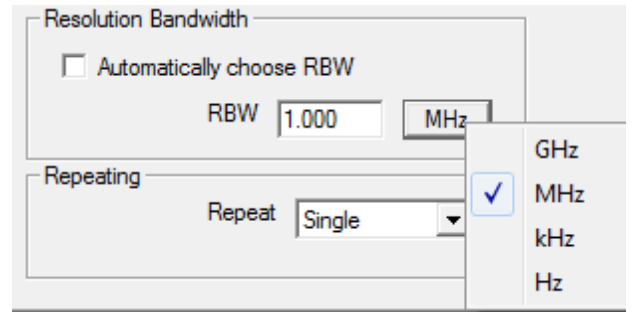 Resolution Bandwidth
Automatically choose RBW
RBW 1.000 MHz
GHz
Repeating
MHz
Repeat Single
kHz
Hz